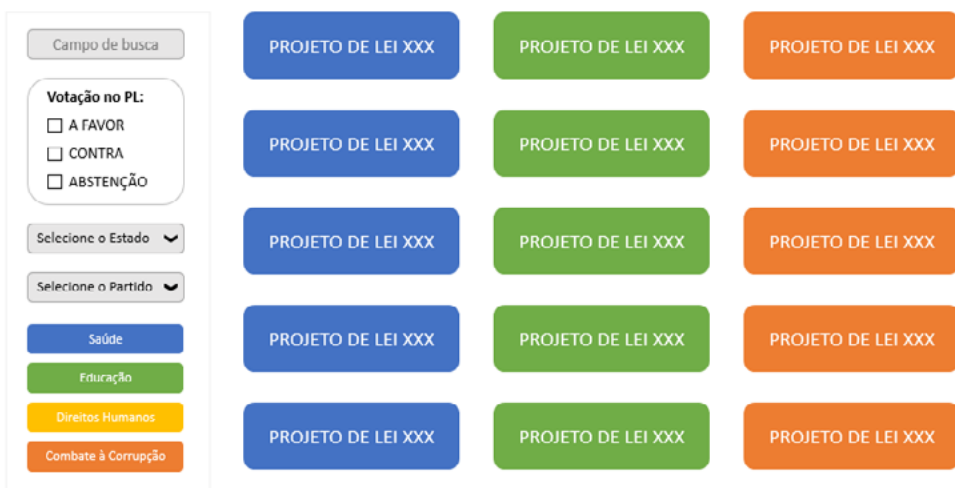 Campo de busca
Votação no PL:
A FAVOR
CONTRA
ABSTENÇÃO
Selecione o Estado
Selecione o Partido
Saúde
Educação
Direitos Humanos
Combate à Corrupção
PROJETO DE LEI XXX PROJETO DE LEI XXX PROJETO DE LEI XXX
PROJETO DE LEI XXX PROJETO DE LEI XXX PROJETO DE LEI XXX
PROJETO DE LEI XXX PROJETO DE LEI XXX PROJETO DE LEI XXX
PROJETO DE LEI XXX PROJETO DE LEI XXX PROJETO DE LEI XXX
PROJETO DE LEI XXX PROJETO DE LEI XXX PROJETO DE LEI XXX